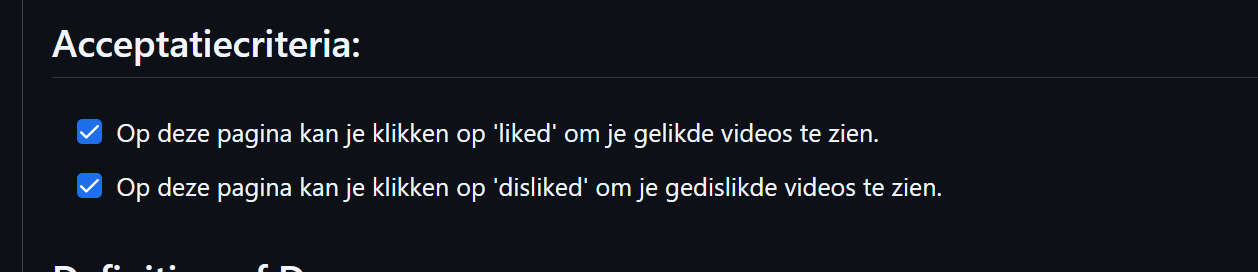 Acceptatiecriteria:
Op deze pagina kan je klikken op 'liked' om je gelikde videos te zien.
Op deze pagina kan je klikken op 'disliked' om je gedislikde videos te zien.